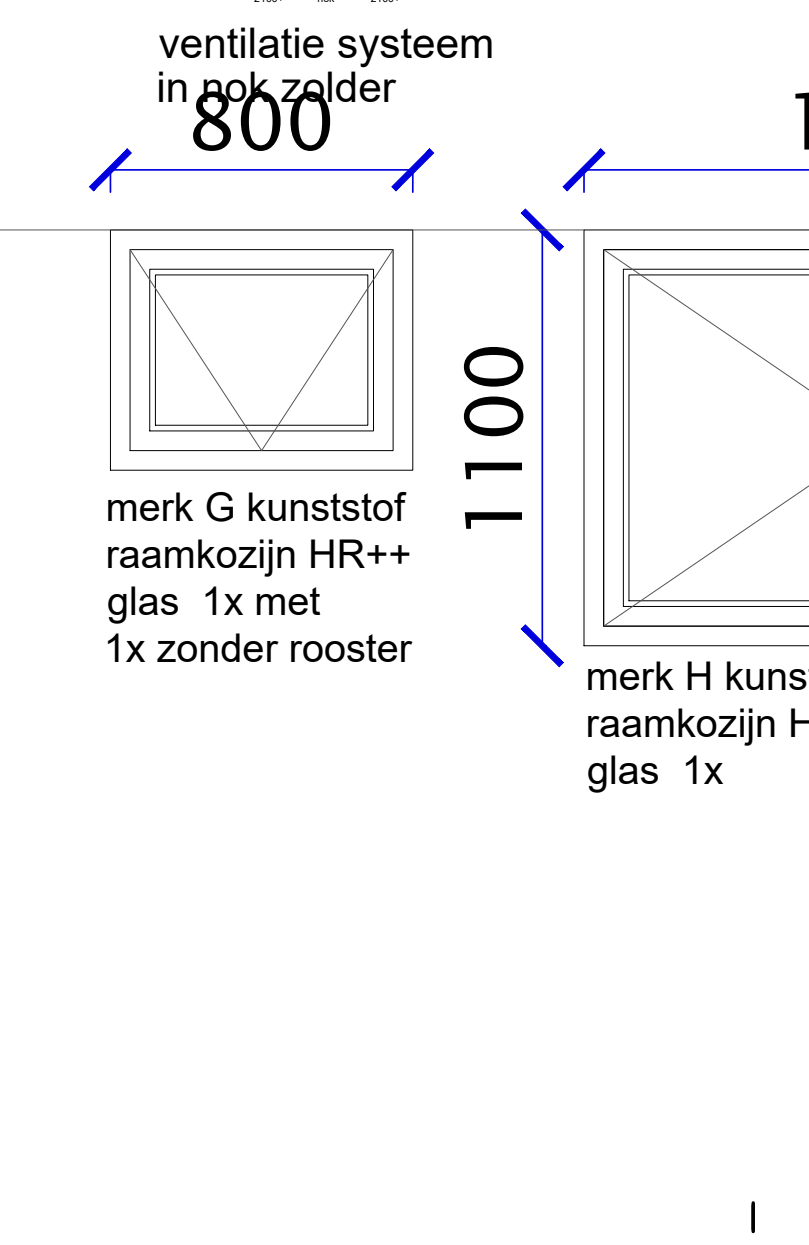 ventilatie systeem
in nok zolder
800
1100
merk G kunststof
raamkozijn HR++
glas 1x met
1x zonder rooster
merk H kuns
raamkozijn H
glas 1x